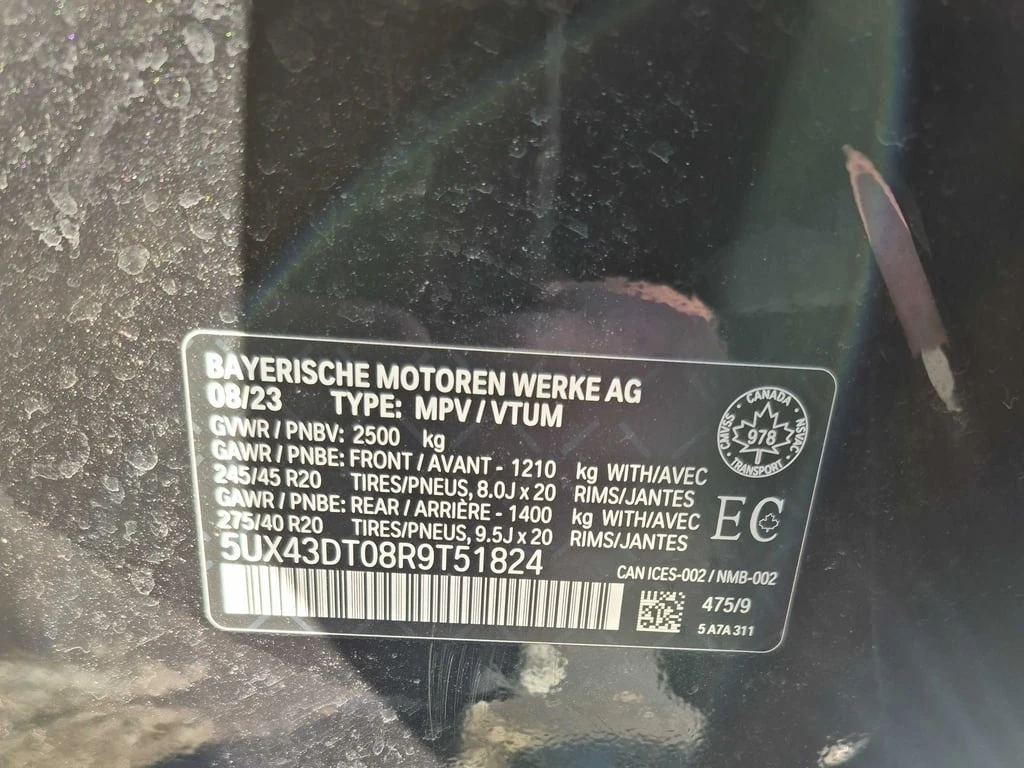 BAYERISCHE MOTOREN WERKE AG
08/23 TYPE: MPV / VTUM
GVWR / PNBV: 2500 kg
GAWR / PNBE: FRONT / AVANT - 1210 kg WITH/AVEC
245/45 R20 TIRES/PNEUS, 8.0J x 20 RIMS/JANTES
GAWR / PNBE: REAR / ARRIÈRE - 1400 kg WITH/AVEC
275/40 R20 TIRES/PNEUS, 9.5J x 20 RIMS/JANTES
5UX43DT08R9T51824
CANADA
CMVSS
978
NSVAC
TRANSPORT
EC
CAN ICES-002 / NMB-002
475/9
5 A7A 311